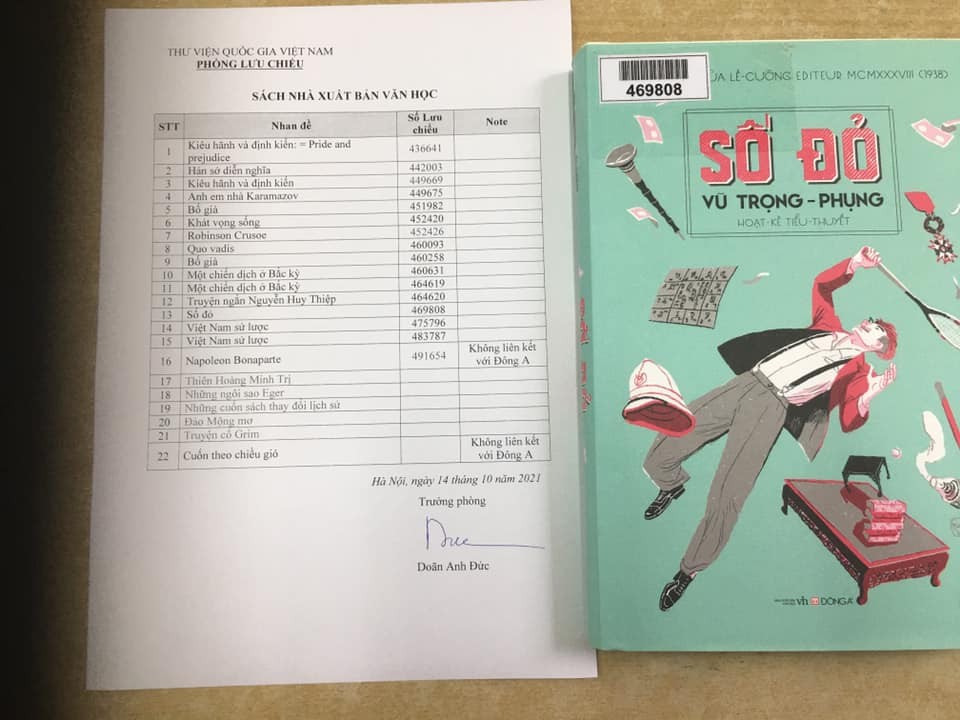 THƯ VIỆN QUỐC GIA VIỆT NAM
PHÒNG LƯU CHIỂU
SÁCH NHÀ XUẤT BẢN VĂN HỌC
STT Nhan đề Số Lưu chiểu Note
1 Kiêu hãnh và định kiến: = Pride and prejudice 436641
2 Hán sở diễn nghĩa 442003
3 Kiêu hãnh và định kiến 449669
4 Anh em nhà Karamazov 449675
5 Bố già 451982
6 Khát vọng sống 452420
7 Robinson Crusoe 452426
8 Quo vadis 460093
9 Bố già 460258
10 Một chiến dịch ở Bắc kỳ 460631
11 Một chiến dịch ở Bắc kỳ 464619
12 Truyện ngắn Nguyễn Huy Thiệp 464620
13 Số đỏ 469808
14 Việt Nam sử lược 475796
15 Việt Nam sử lược 483787
16 Napoleon Bonaparte 491654 Không liên kết với Đông A
17 Thiên Hoàng Minh Trị
18 Những ngôi sao Eger
19 Những cuốn sách thay đổi lịch sử
20 Đảo Mộng mơ
21 Truyện cổ Grim
22 Cuốn theo chiều gió Không liên kết với Đông A
Hà Nội, ngày 14 tháng 10 năm 2021
Trưởng phòng
Đức
Doãn Anh Đức
469808
LÊ-CƯỜNG EDITEUR MCMXXXVIII (1938)
SỐ ĐỎ
VŨ TRỌNG-PHỤNG
HOẠT-KÊ TIỂU-THUYẾT
vh ĐÔNG A